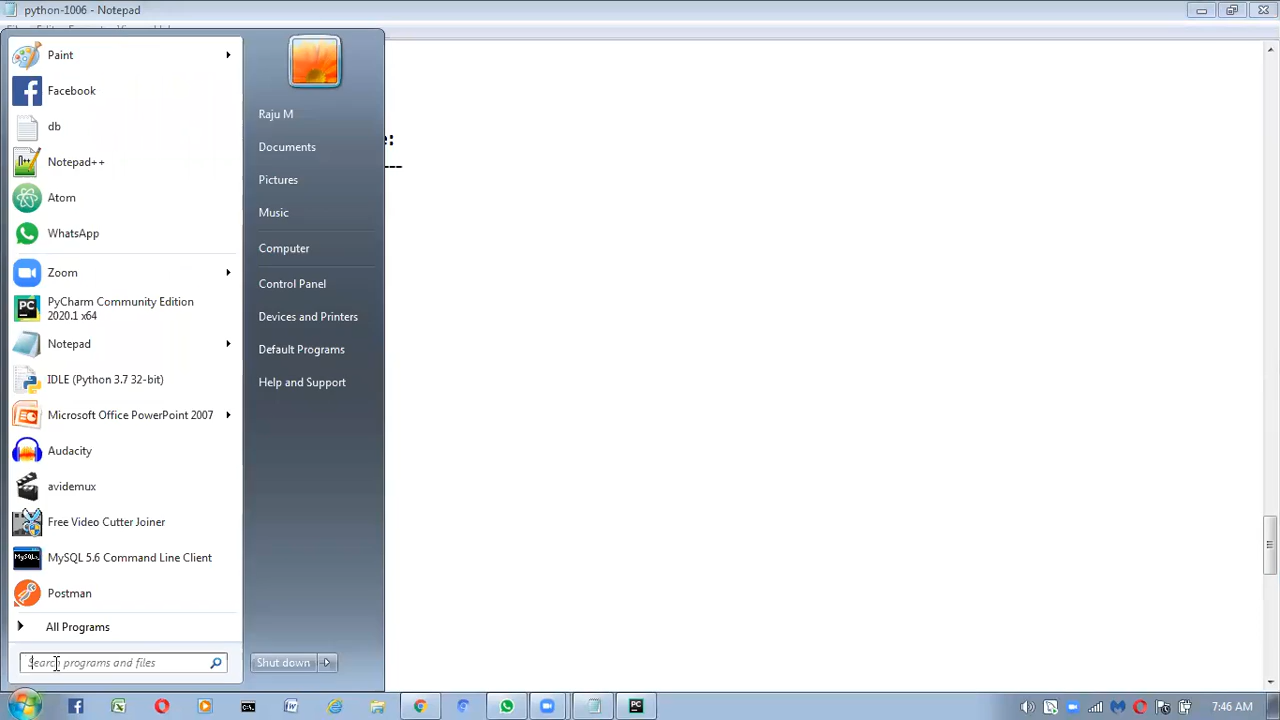 python-1006 - Notepad
Paint
Facebook
db
Notepad++
Atom
WhatsApp
Zoom
PyCharm Community Edition
2020.1 x64
Notepad
IDLE (Python 3.7 32-bit)
Microsoft Office PowerPoint 2007
Audacity
avidemux
Free Video Cutter Joiner
MySQL 5.6 Command Line Client
Postman
All Programs
Search programs and files
Raju M
Documents
Pictures
Music
Computer
Control Panel
Devices and Printers
Default Programs
Help and Support
Shut down
e:
---
7:46 AM